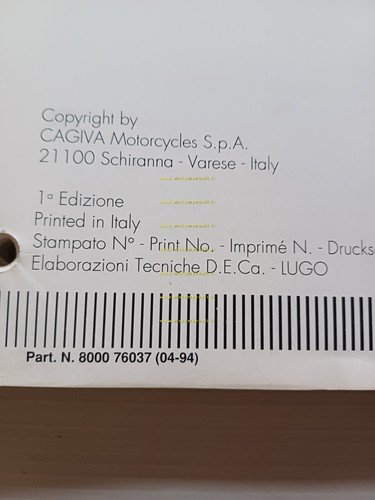 Copyright by
CAGIVA Motorcycles S.p.A.
21100 Schiranna - Varese - Italy
1ª Edizione
Printed in Italy
Stampato N° - Print No. - Imprimé N. - Drucks
Elaborazioni Tecniche D.E.Ca. - LUGO
Part. N. 8000 76037 (04-94)